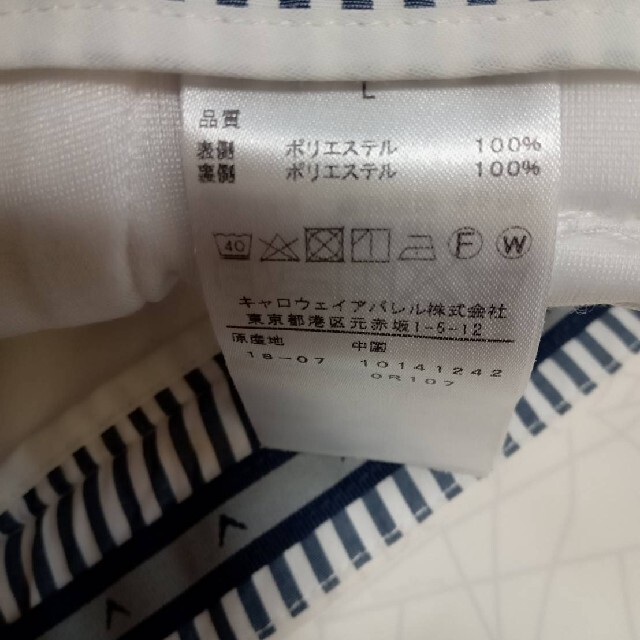 L
品質
表側 ポリエステル 100%
裏側 ポリエステル 100%
40 F W
キャロウェイアパレル株式会社
東京都港区元赤坂1-5-12
原産地 中国
18-07 10141242
0R107